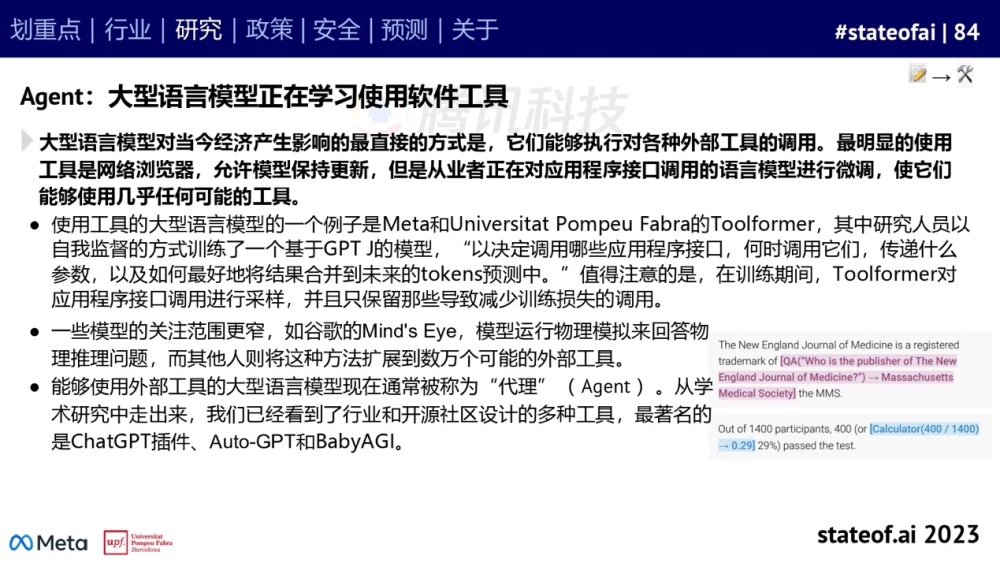 划重点 | 行业 | 研究 | 政策 | 安全 | 预测 | 关于
#stateofai | 84
→
Agent：大型语言模型正在学习使用软件工具
腾讯科技
大型语言模型对当今经济产生影响的最直接的方式是，它们能够执行对各种外部工具的调用。最明显的使用
工具是网络浏览器，允许模型保持更新，但是从业者正在对应用程序接口调用的语言模型进行微调，使它们
能够使用几乎任何可能的工具。
● 使用工具的大型语言模型的一个例子是Meta和Universitat Pompeu Fabra的Toolformer，其中研究人员以
自我监督的方式训练了一个基于GPT J的模型，“以决定调用哪些应用程序接口，何时调用它们，传递什么
参数，以及如何最好地将结果合并到未来的tokens预测中。”值得注意的是，在训练期间，Toolformer对
应用程序接口调用进行采样，并且只保留那些导致减少训练损失的调用。
● 一些模型的关注范围更窄，如谷歌的Mind's Eye，模型运行物理模拟来回答物
理推理问题，而其他人则将这种方法扩展到数万个可能的外部工具。
● 能够使用外部工具的大型语言模型现在通常被称为“代理”（Agent）。从学
术研究中走出来，我们已经看到了行业和开源社区设计的多种工具，最著名的
是ChatGPT插件、Auto-GPT和BabyAGI。
The New England Journal of Medicine is a registered
trademark of [QA("Who is the publisher of The New
England Journal of Medicine?") → Massachusetts
Medical Society] the MMS.
Out of 1400 participants, 400 (or [Calculator(400 / 1400)
→ 0.29] 29%) passed the test.
Meta
upf.
Universitat
Pompeu Fabra
Barcelona
stateof.ai 2023